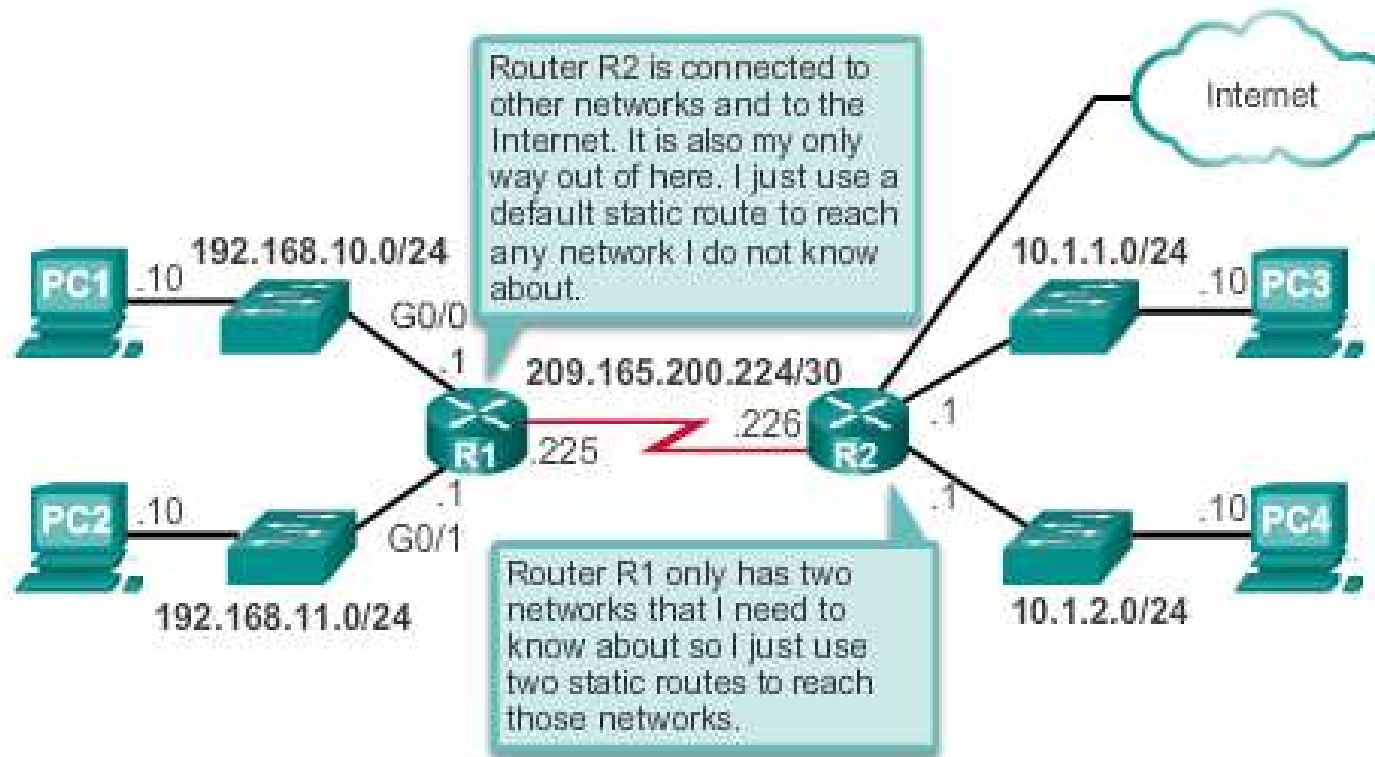 Router R2 is connected to
other networks and to the
Internet. It is also my only
way out of here. I just use a
default static route to reach
any network I do not know
about.
Internet
192.168.10.0/24
10.1.1.0/24
PC1
.10
G0/0
.1
.10
PC3
209.165.200.224/30
R1
.225
.226
R2
.1
PC2
.10
.1
G0/1
192.168.11.0/24
.1
.10
PC4
10.1.2.0/24
Router R1 only has two
networks that I need to
know about so I just use
two static routes to reach
those networks.